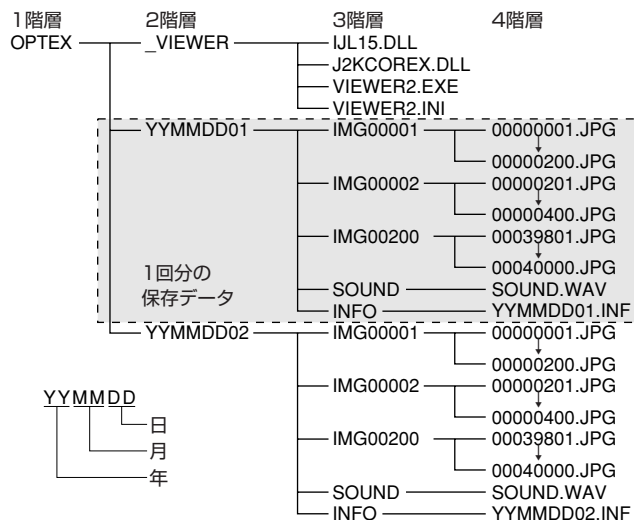 1階層 2階層 3階層 4階層
OPTEX _VIEWER IJL15.DLL
J2KCOREX.DLL
VIEWER2.EXE
VIEWER2.INI
YYMMDD01 IMG00001 00000001.JPG
00000200.JPG
IMG00002 00000201.JPG
00000400.JPG
IMG00200 00039801.JPG
00040000.JPG
1回分の
保存データ
SOUND SOUND.WAV
INFO YYMMDD01.INF
YYMMDD02 IMG00001 00000001.JPG
00000200.JPG
IMG00002 00000201.JPG
00000400.JPG
IMG00200 00039801.JPG
00040000.JPG
SOUND SOUND.WAV
INFO YYMMDD02.INF
YYMMDD
日
月
年